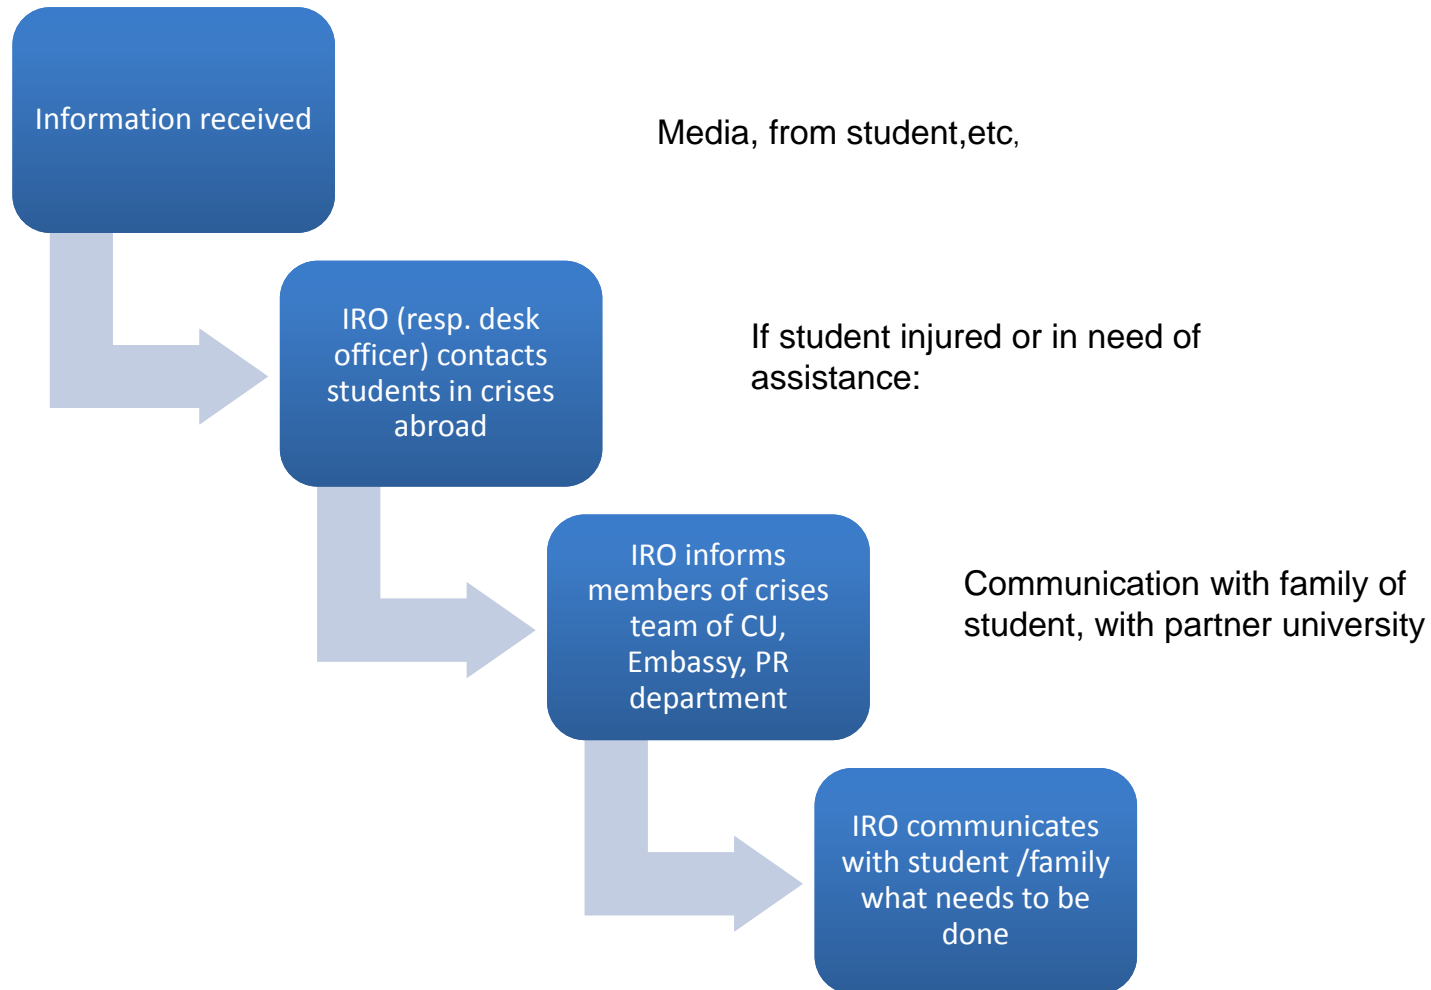 Information received
Media, from student,etc,
IRO (resp. desk
officer) contacts
students in crises
abroad
If student injured or in need of
assistance:
IRO informs
members of crises
team of CU,
Embassy, PR
department
Communication with family of
student, with partner university
IRO communicates
with student /family
what needs to be
done